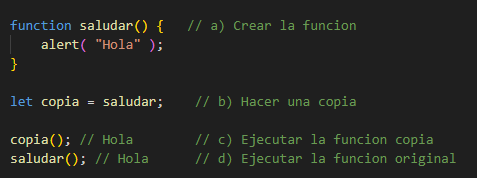 function saludar() {   // a) Crear la funcion
    alert( "Hola" );
}
let copia = saludar;    // b) Hacer una copia
copia(); // Hola        // c) Ejecutar la funcion copia
saludar(); // Hola      // d) Ejecutar la funcion original